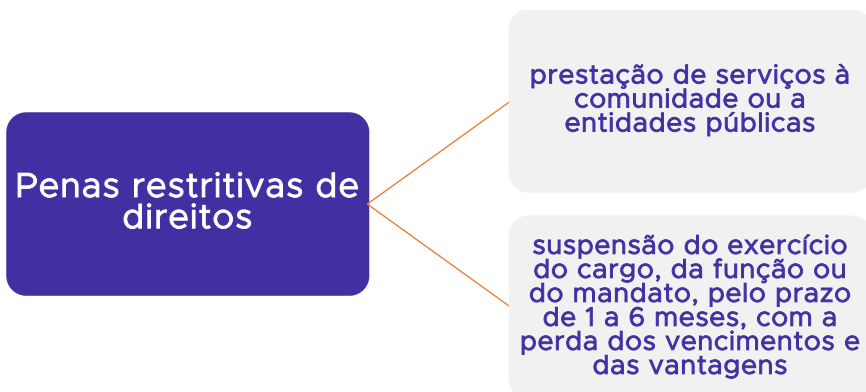 Penas restritivas de
direitos
prestação de serviços à
comunidade ou a
entidades públicas
suspensão do exercício
do cargo, da função ou
do mandato, pelo prazo
de 1 a 6 meses, com a
perda dos vencimentos e
das vantagens